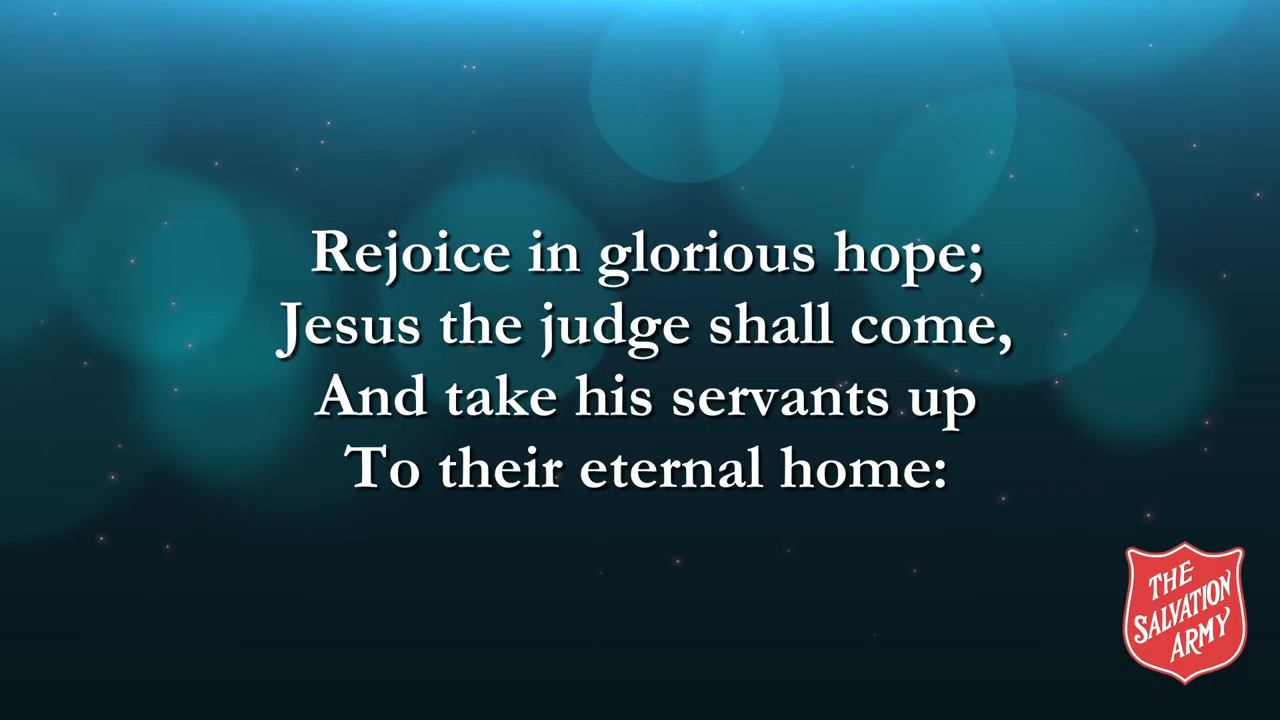 Rejoice in glorious hope;
Jesus the judge shall come,
And take his servants up
To their eternal home:
THE
SALVATION
ARMY